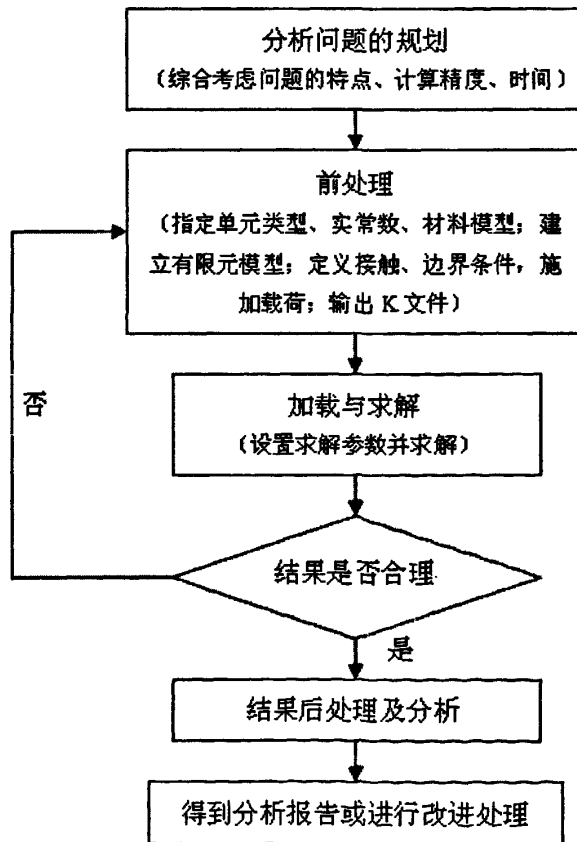 分析问题的规划
（综合考虑问题的特点、计算精度、时间）
前处理
（指定单元类型、实常数、材料模型；建
立有限元模型；定义接触、边界条件，施
加载荷；输出 K 文件）
否
加载与求解
（设置求解参数并求解）
结果是否合理
是
结果后处理及分析
得到分析报告或进行改进处理